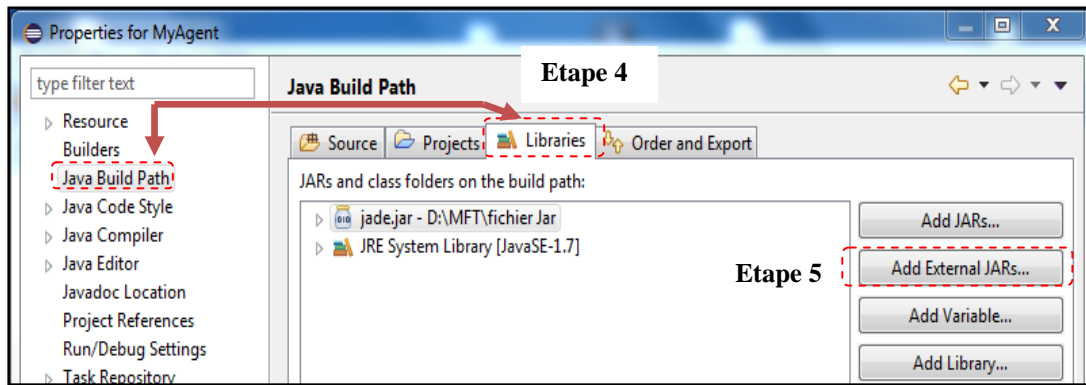 Properties for MyAgent
type filter text
Resource
Builders
Java Build Path
Java Code Style
Java Compiler
Java Editor
Javadoc Location
Project References
Run/Debug Settings
Task Repository
Java Build Path
Etape 4
Source
Projects
Libraries
Order and Export
JARs and class folders on the build path:
jade.jar - D:\MFT\fichier Jar
JRE System Library [JavaSE-1.7]
Etape 5
Add JARs...
Add External JARs...
Add Variable...
Add Library...